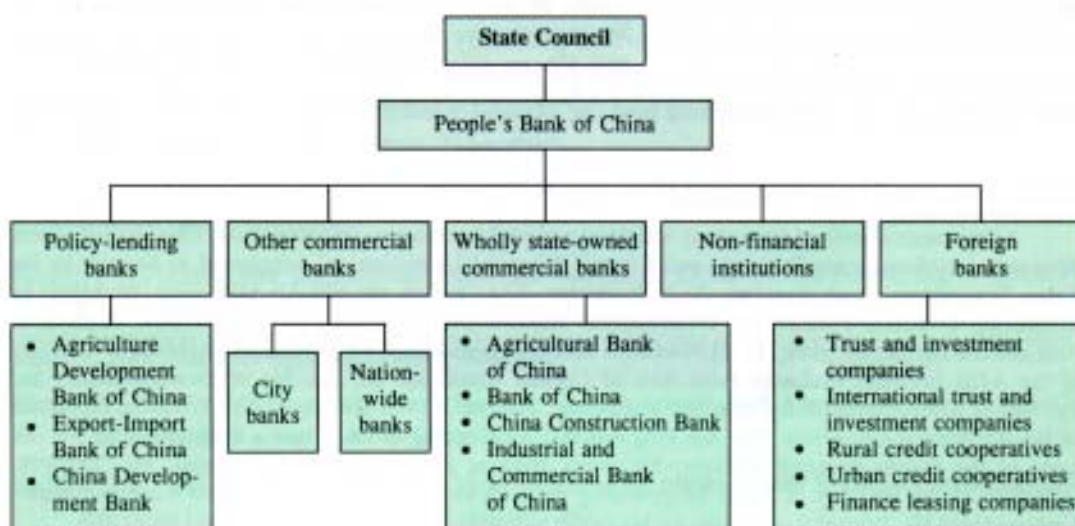 State Council
People's Bank of China
Policy-lending
banks
Other commercial
banks
Wholly state-owned
commercial banks
Non-financial
institutions
Foreign
banks
• Agriculture
Development
Bank of China
• Export-Import
Bank of China
• China Develop-
ment Bank
City
banks
Nation-
wide
banks
• Agricultural Bank
of China
• Bank of China
• China Construction Bank
• Industrial and
Commercial Bank
of China
• Trust and investment
companies
• International trust and
investment companies
• Rural credit cooperatives
• Urban credit cooperatives
• Finance leasing companies